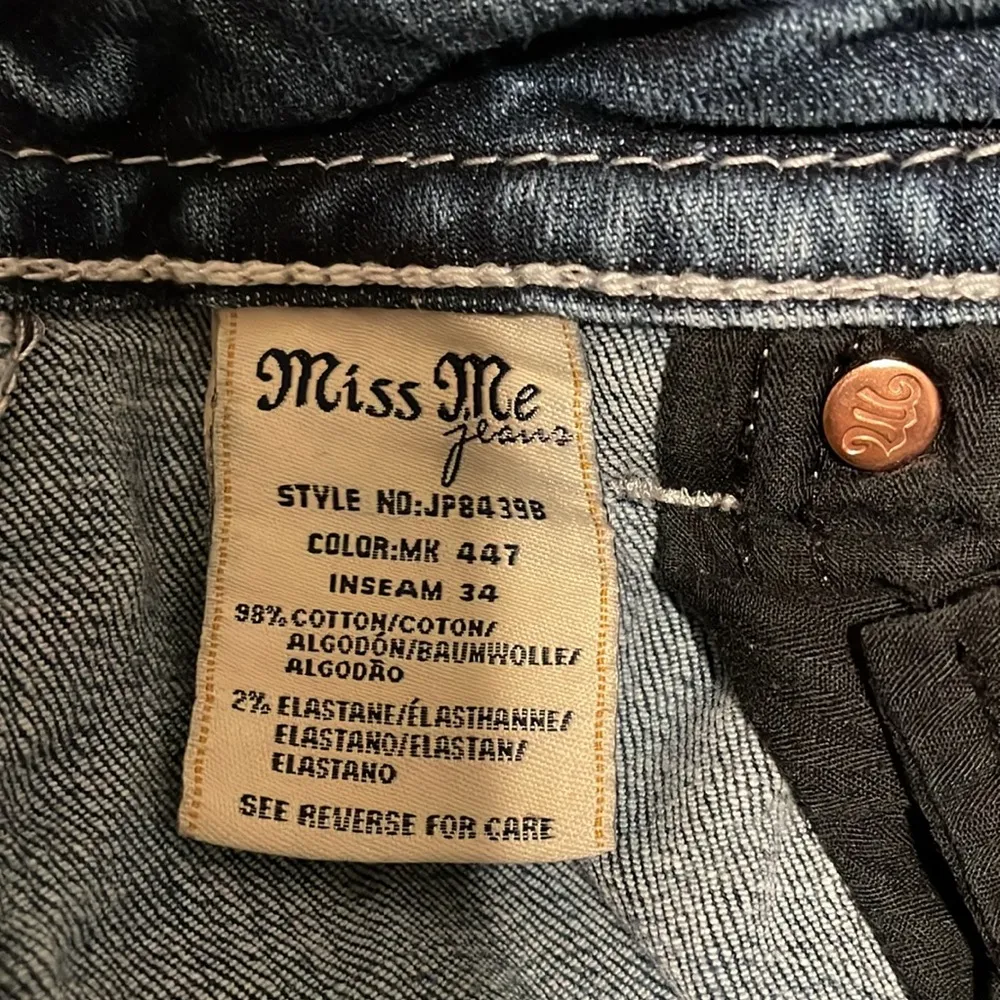 Miss Me
jeans
STYLE NO:JP8439B
COLOR:MK 447
INSEAM 34
98% COTTON/COTON/
ALGODÓN/BAUMWOLLE/
ALGODÃO
2% ELASTANE/ÉLASTHANNE/
ELASTANO/ELASTAN/
ELASTANO
SEE REVERSE FOR CARE
M